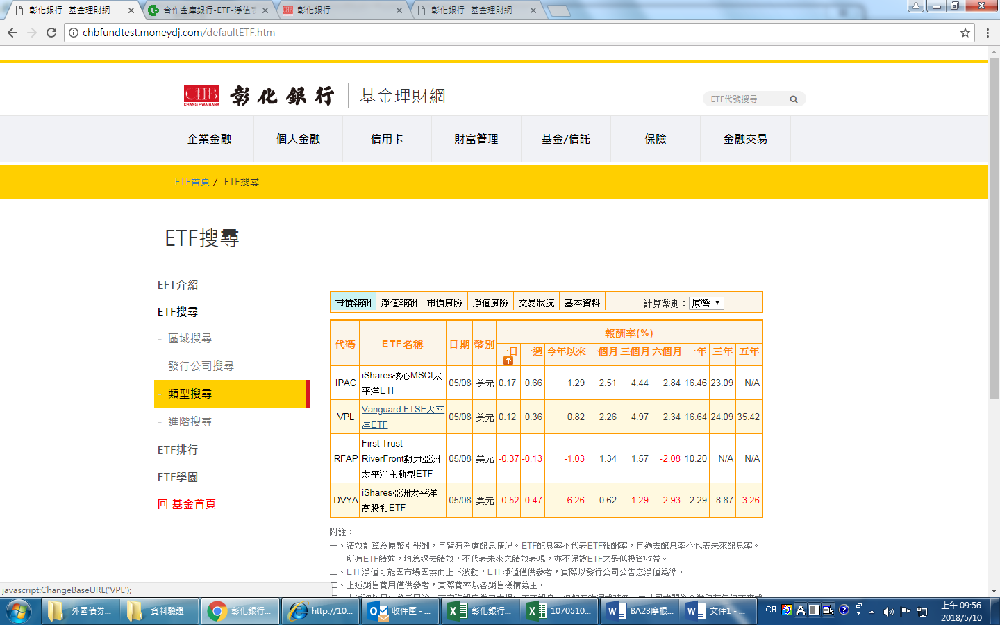 彰化銀行─基金理財網
合作金庫銀行-ETF-淨值表
彰化銀行
彰化銀行─基金理財網
chbfundtest.moneydj.com/defaultETF.htm
CHB
CHANG HWA BANK
彰化銀行
基金理財網
ETF代號搜尋
企業金融
個人金融
信用卡
財富管理
基金/信託
保險
金融交易
ETF首頁 / ETF搜尋
ETF搜尋
EFT介紹
ETF搜尋
- 區域搜尋
- 發行公司搜尋
- 類型搜尋
- 進階搜尋
ETF排行
ETF學園
回 基金首頁
市價報酬 淨值報酬 市價風險 淨值風險 交易狀況 基本資料 計算幣別：原幣
代碼 ETF名稱 日期 幣別 報酬率(%)
一日 一週 今年以來 一個月 三個月 六個月 一年 三年 五年
IPAC iShares核心MSCI太平洋ETF 05/08 美元 0.17 0.66 1.29 2.51 4.44 2.84 16.46 23.09 N/A
VPL Vanguard FTSE太平洋ETF 05/08 美元 0.12 0.36 0.82 2.26 4.97 2.34 16.64 24.09 35.42
RFAP First Trust RiverFront動力亞洲太平洋主動型ETF 05/08 美元 -0.37 -0.13 -1.03 1.34 1.57 -2.08 10.20 N/A N/A
DVYA iShares亞洲太平洋高股利ETF 05/08 美元 -0.52 -0.47 -6.26 0.62 -1.29 -2.93 2.29 8.87 -3.26
附註：
一、績效計算為原幣別報酬，且皆有考慮配息情況。ETF配息率不代表ETF報酬率，且過去配息率不代表未來配息率。
所有ETF績效，均為過去績效，不代表未來之績效表現，亦不保證ETF之最低投資收益。
二、ETF淨值可能因市場因素而上下波動，ETF淨值僅供參考，實際以發行公司公告之淨值為準。
三、上述銷售費用僅供參考，實際費率以各銷售機構為主。
javascript:ChangeBaseURL('VPL');
外國債券...
資料驗證
彰化銀行...
http://10...
收件匣 - ...
彰化銀行...
1070510...
BA23摩根...
文件1 - ...
CH
上午 09:56
2018/5/10